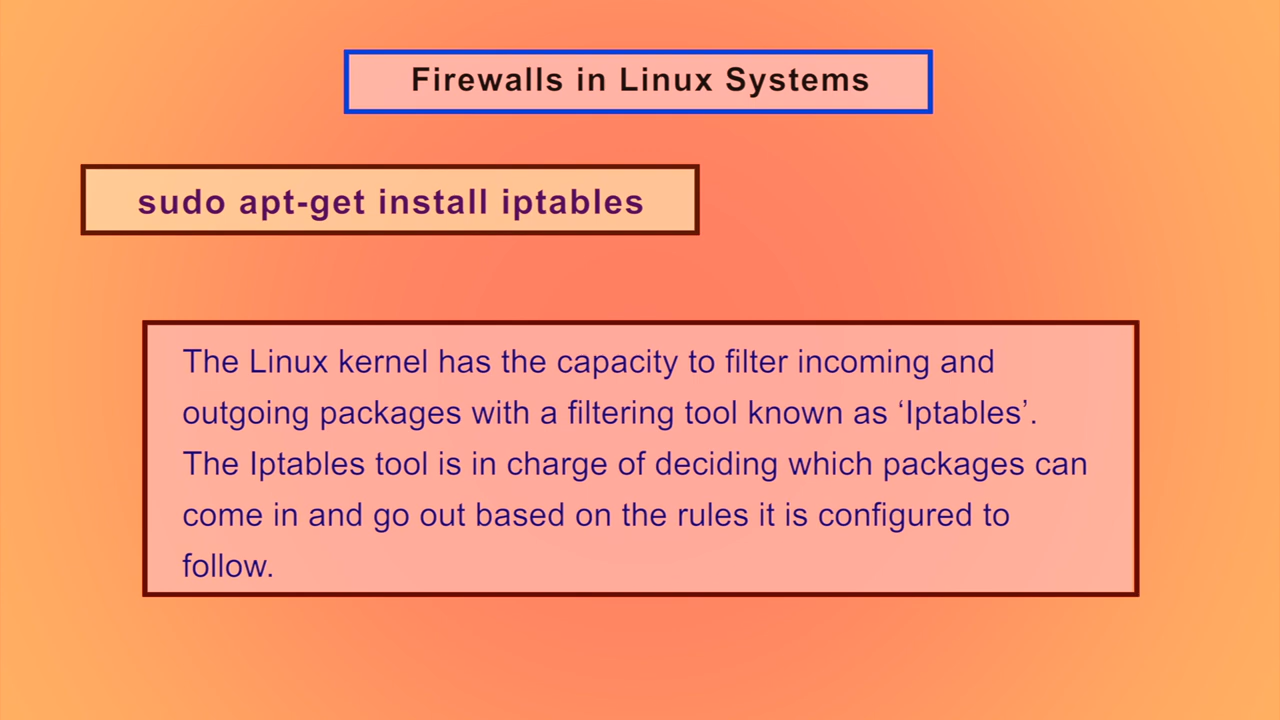 Firewalls in Linux Systems
sudo apt-get install iptables
The Linux kernel has the capacity to filter incoming and
outgoing packages with a filtering tool known as ‘Iptables’.
The Iptables tool is in charge of deciding which packages can
come in and go out based on the rules it is configured to
follow.